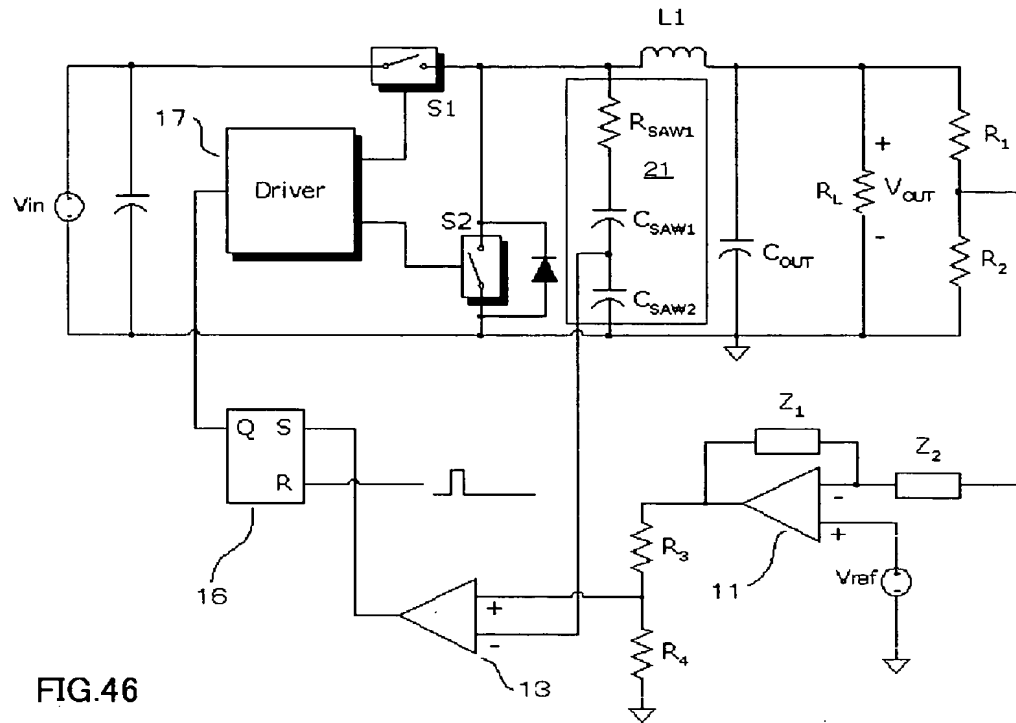 L1
S1
17
Driver
Vin
S2
R_SAW1
21
C_SAW1
C_SAW2
C_OUT
R_L
+
V_OUT
-
R_1
R_2
Q S
R
16
Z_1
Z_2
-
+
11
Vref
R_3
R_4
+
-
13
FIG.46